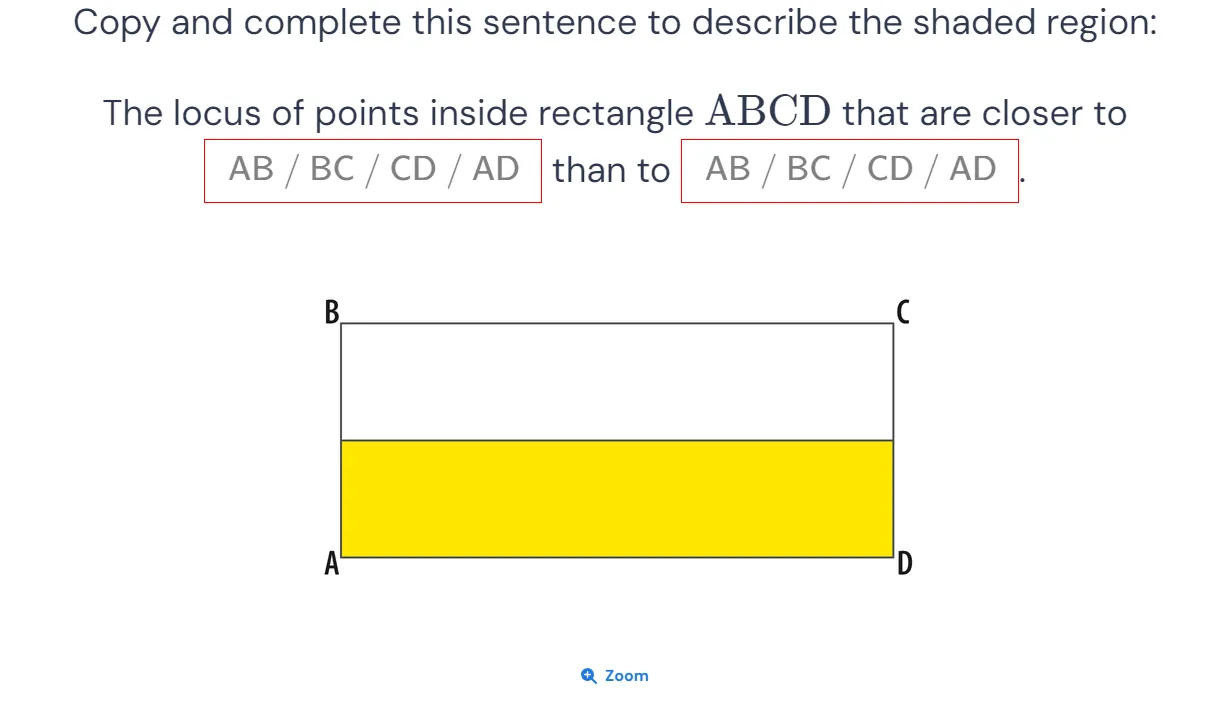 Copy and complete this sentence to describe the shaded region:
The locus of points inside rectangle ABCD that are closer to
AB / BC / CD / AD than to AB / BC / CD / AD.
B C
A D
Zoom